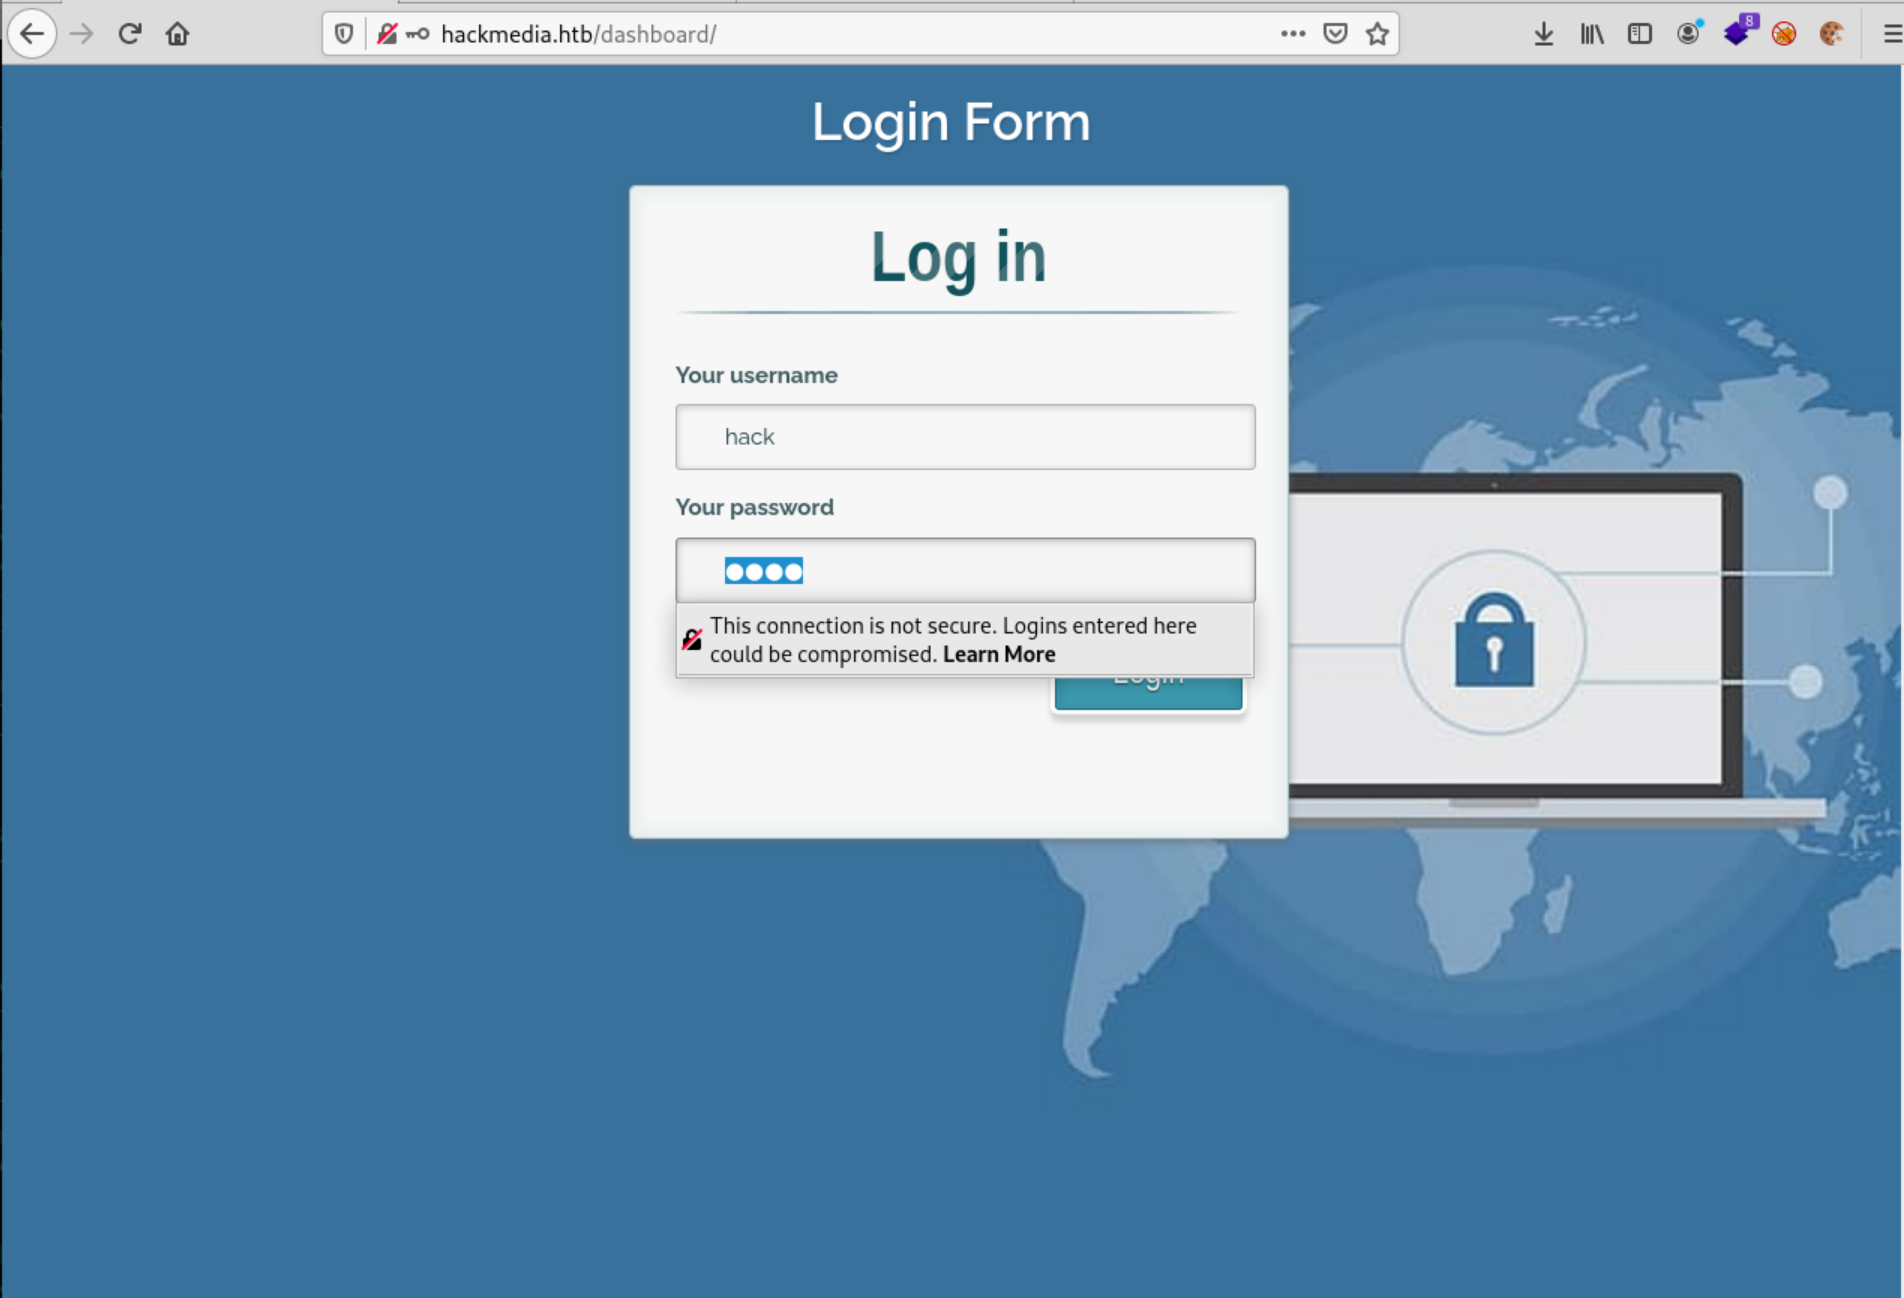 hackmedia.htb/dashboard/
8
Login Form
Log in
Your username
hack
Your password
This connection is not secure. Logins entered here
could be compromised. Learn More
Login